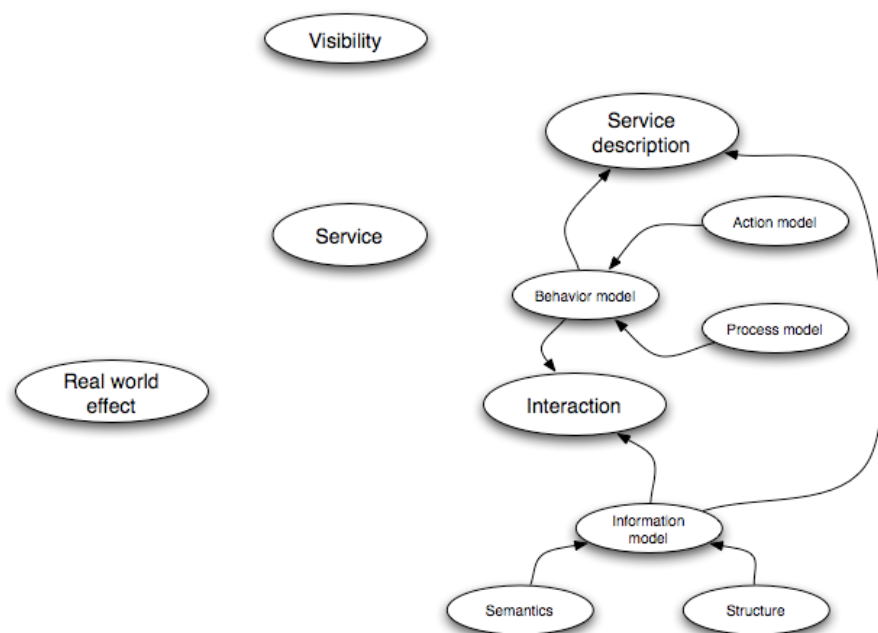 Visibility
Service
description
Action model
Service
Behavior model
Process model
Real world
effect
Interaction
Information
model
Semantics
Structure